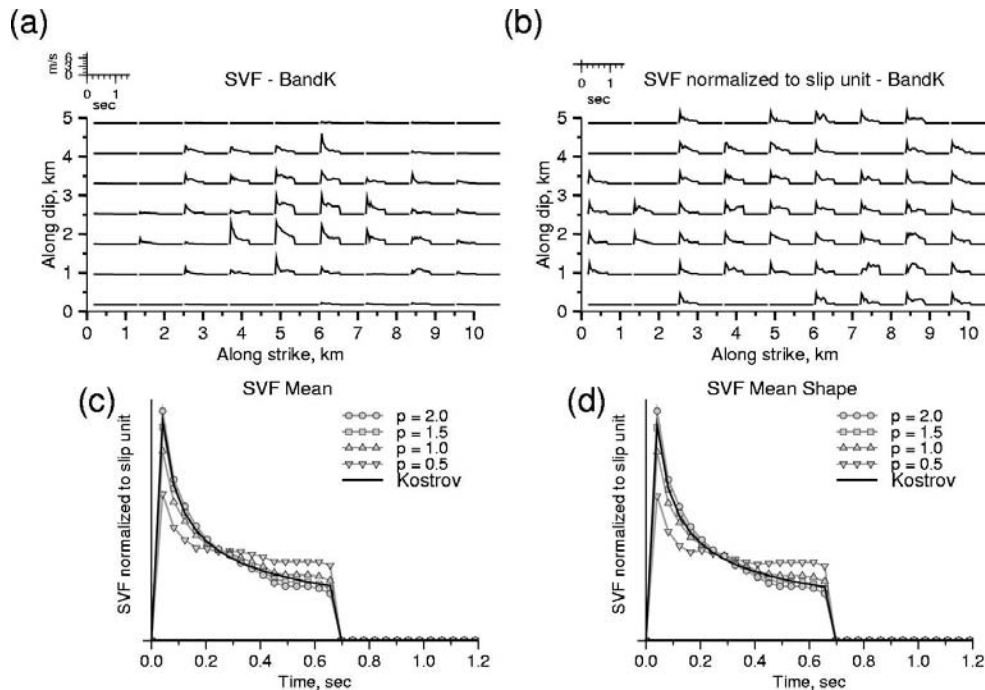 (a)
m/s
6
3
0
0 1
sec
SVF - BandK
5
4
3
2
1
0
Along dip, km
0 1 2 3 4 5 6 7 8 9 10
Along strike, km
(b)
0 1
sec
SVF normalized to slip unit - BandK
5
4
3
2
1
0
Along dip, km
0 1 2 3 4 5 6 7 8 9 10
Along strike, km
(c)
SVF Mean
p = 2.0
p = 1.5
p = 1.0
p = 0.5
Kostrov
SVF normalized to slip unit
0.0 0.2 0.4 0.6 0.8 1.0 1.2
Time, sec
(d)
SVF Mean Shape
p = 2.0
p = 1.5
p = 1.0
p = 0.5
Kostrov
SVF normalized to slip unit
0.0 0.2 0.4 0.6 0.8 1.0 1.2
Time, sec